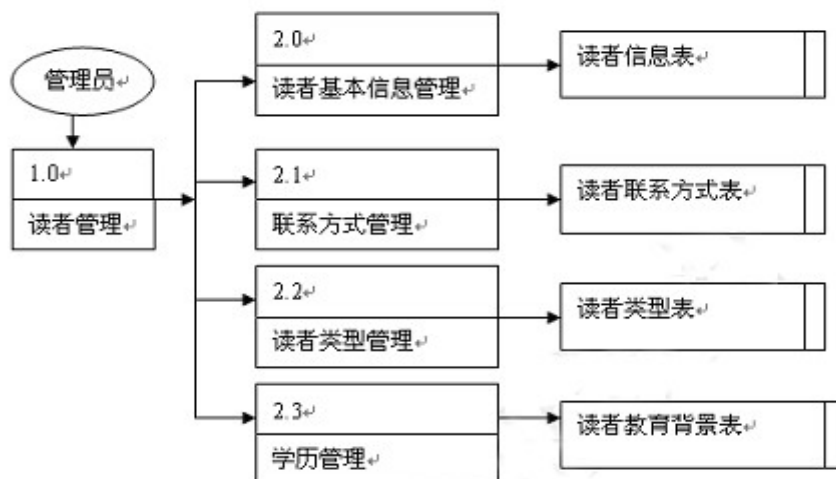 管理员
1.0
读者管理
2.0
读者基本信息管理
读者信息表
2.1
联系方式管理
读者联系方式表
2.2
读者类型管理
读者类型表
2.3
学历管理
读者教育背景表